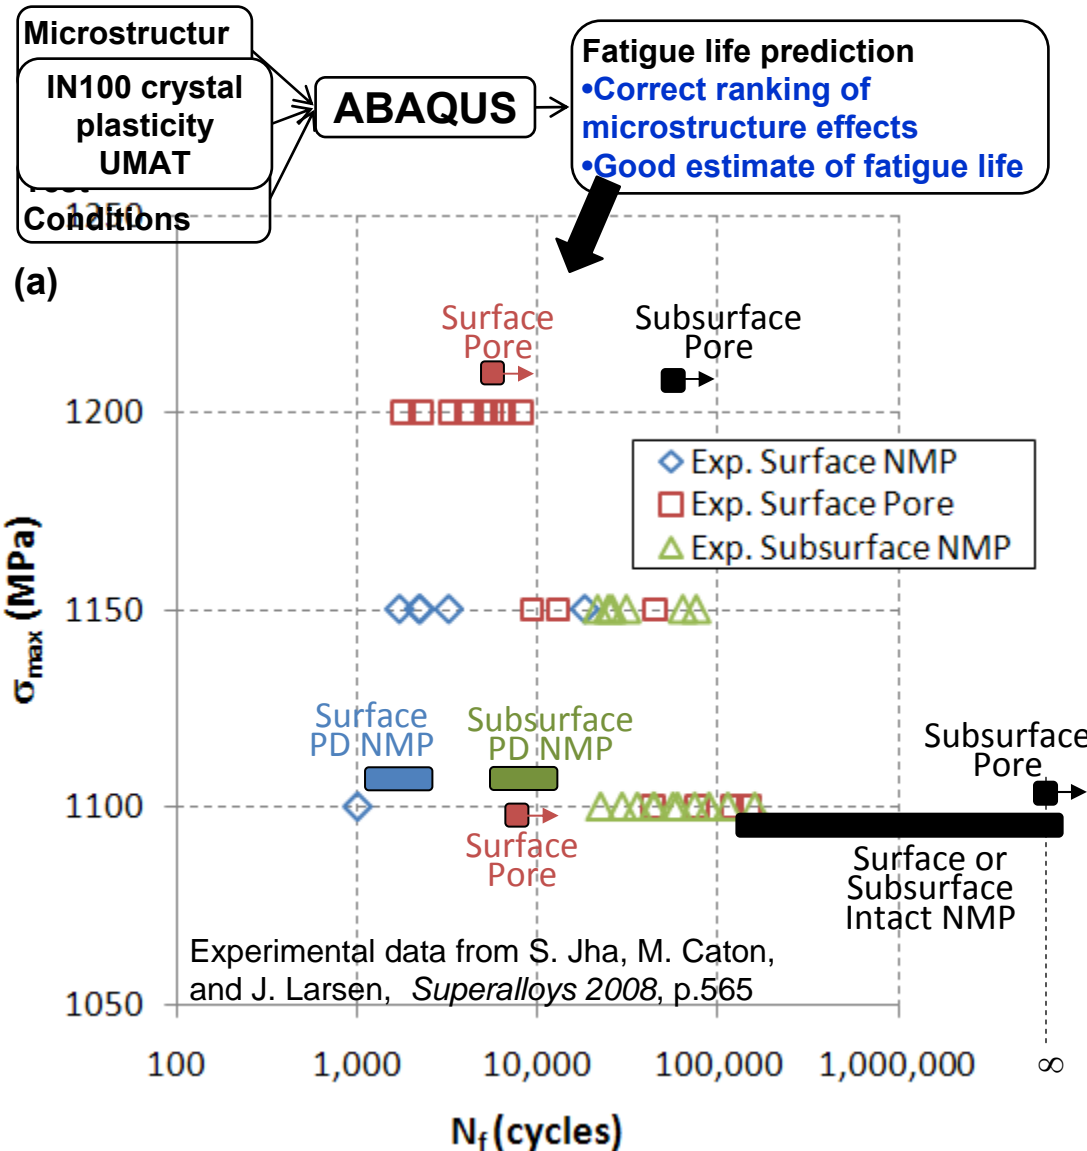 Microstructur
IN100 crystal
plasticity
UMAT
Conditions
ABAQUS
Fatigue life prediction
•Correct ranking of
microstructure effects
•Good estimate of fatigue life
(a)
1250
1200
1150
1100
1050
σmax (MPa)
Surface
Pore
Subsurface
Pore
Exp. Surface NMP
Exp. Surface Pore
Exp. Subsurface NMP
Surface
PD NMP
Subsurface
PD NMP
Surface
Pore
Subsurface
Pore
Surface or
Subsurface
Intact NMP
Experimental data from S. Jha, M. Caton,
and J. Larsen, Superalloys 2008, p.565
100 1,000 10,000 100,000 1,000,000 ∞
Nf (cycles)